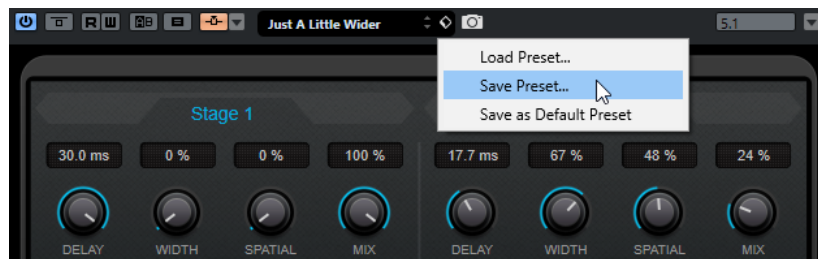 R W AB Just A Little Wider 5.1
Load Preset...
Save Preset...
Save as Default Preset
Stage 1
30.0 ms 0 % 0 % 100 % 17.7 ms 67 % 48 % 24 %
DELAY WIDTH SPATIAL MIX DELAY WIDTH SPATIAL MIX